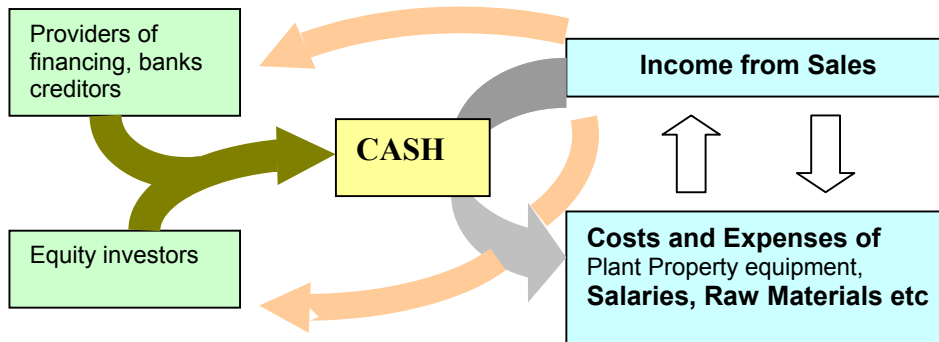 Providers of
financing, banks
creditors
Income from Sales
CASH
Equity investors
Costs and Expenses of
Plant Property equipment,
Salaries, Raw Materials etc